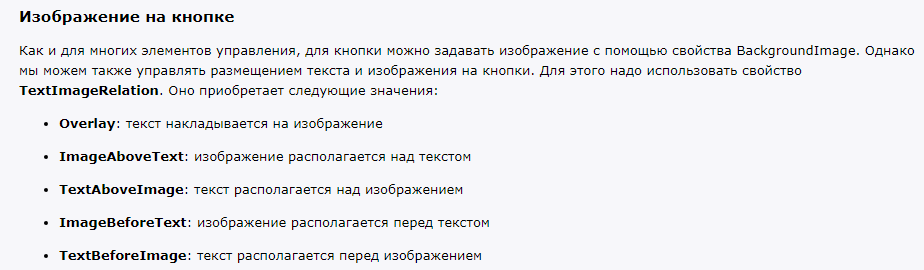 Изображение на кнопке
Как и для многих элементов управления, для кнопки можно задавать изображение с помощью свойства BackgroundImage. Однако
мы можем также управлять размещением текста и изображения на кнопки. Для этого надо использовать свойство
TextImageRelation. Оно приобретает следующие значения:
• Overlay: текст накладывается на изображение
• ImageAboveText: изображение располагается над текстом
• TextAboveImage: текст располагается над изображением
• ImageBeforeText: изображение располагается перед текстом
• TextBeforeImage: текст располагается перед изображением